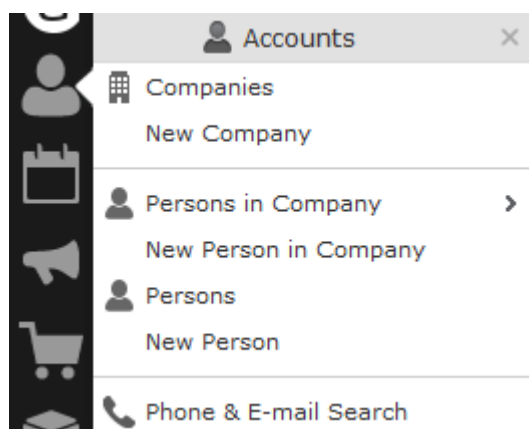 Accounts
Companies
New Company
Persons in Company
New Person in Company
Persons
New Person
Phone & E-mail Search